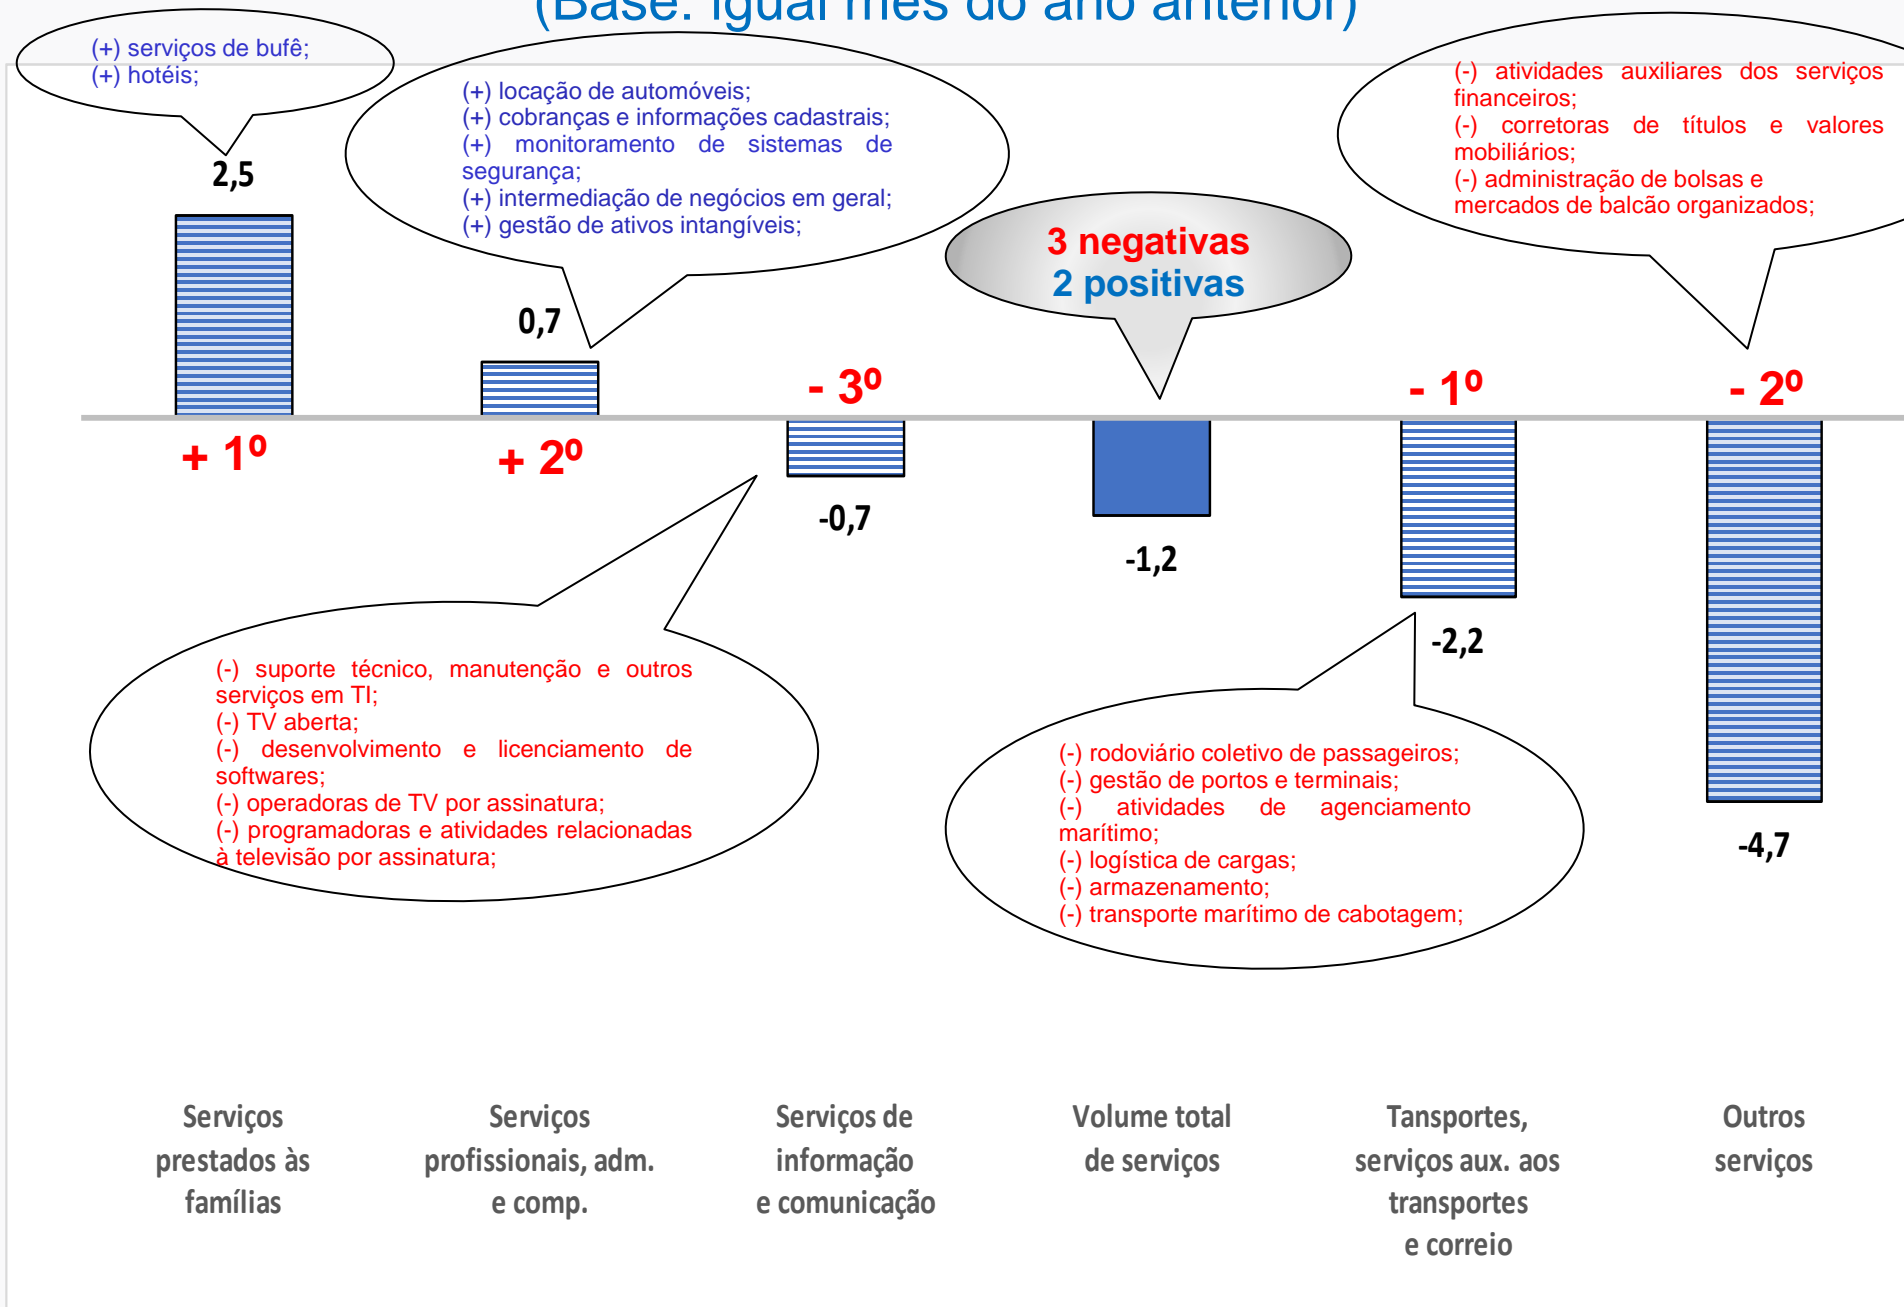 (Base: igual mês do ano anterior)
(+) serviços de bufê;
(+) hotéis;
2,5
(+) locação de automóveis;
(+) cobranças e informações cadastrais;
(+) monitoramento de sistemas de
segurança;
(+) intermediação de negócios em geral;
(+) gestão de ativos intangíveis;
0,7
3 negativas
2 positivas
(-) atividades auxiliares dos serviços
financeiros;
(-) corretoras de títulos e valores
mobiliários;
(-) administração de bolsas e
mercados de balcão organizados;
- 3º
- 1º
- 2º
+ 1º
+ 2º
-0,7
-1,2
-2,2
-4,7
(-) suporte técnico, manutenção e outros
serviços em TI;
(-) TV aberta;
(-) desenvolvimento e licenciamento de
softwares;
(-) operadoras de TV por assinatura;
(-) programadoras e atividades relacionadas
à televisão por assinatura;
(-) rodoviário coletivo de passageiros;
(-) gestão de portos e terminais;
(-) atividades de agenciamento
marítimo;
(-) logística de cargas;
(-) armazenamento;
(-) transporte marítimo de cabotagem;
Serviços
prestados às
famílias
Serviços
profissionais, adm.
e comp.
Serviços de
informação
e comunicação
Volume total
de serviços
Tansportes,
serviços aux. aos
transportes
e correio
Outros
serviços